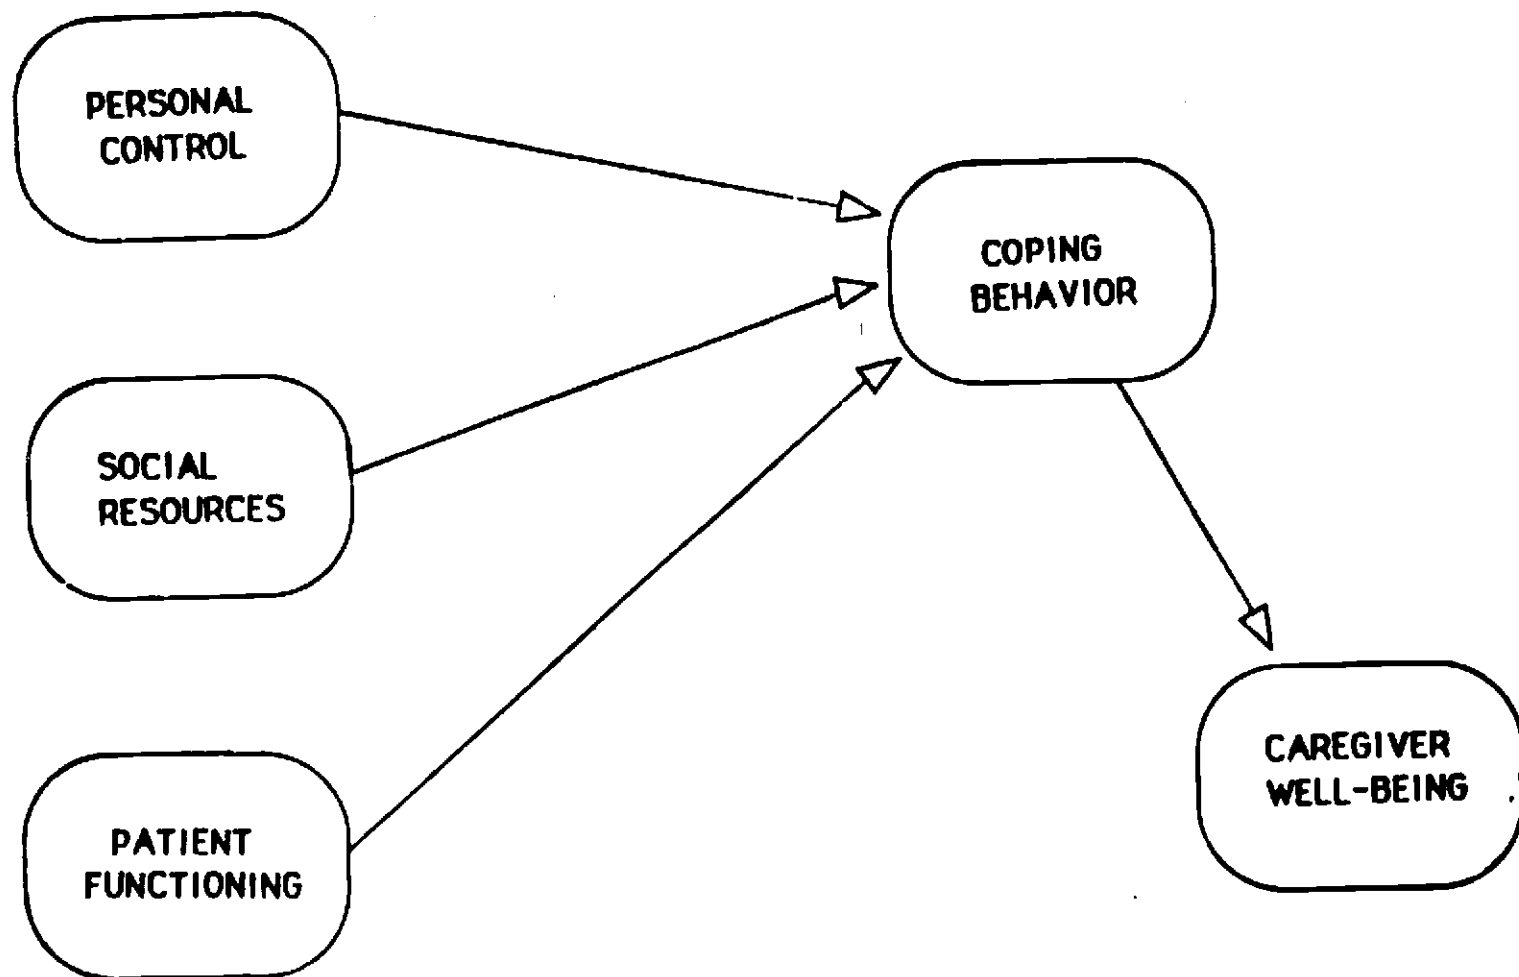 PERSONAL
CONTROL
COPING
BEHAVIOR
SOCIAL
RESOURCES
CAREGIVER
WELL-BEING
PATIENT
FUNCTIONING